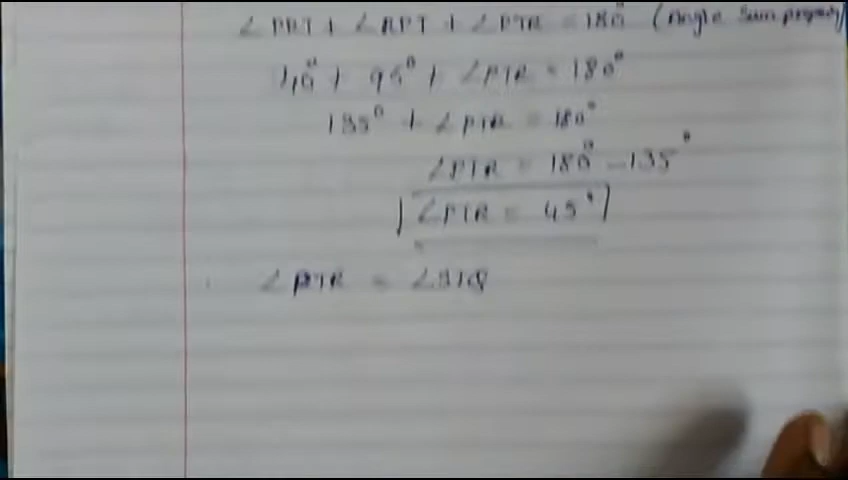 ∠PRT + ∠RPT + ∠PTR = 180° (Angle Sum property)
40° + 95° + ∠PTR = 180°
135° + ∠PTR = 180°
∠PTR = 180° - 135°
∠PTR = 45°
∠PTR = ∠STQ